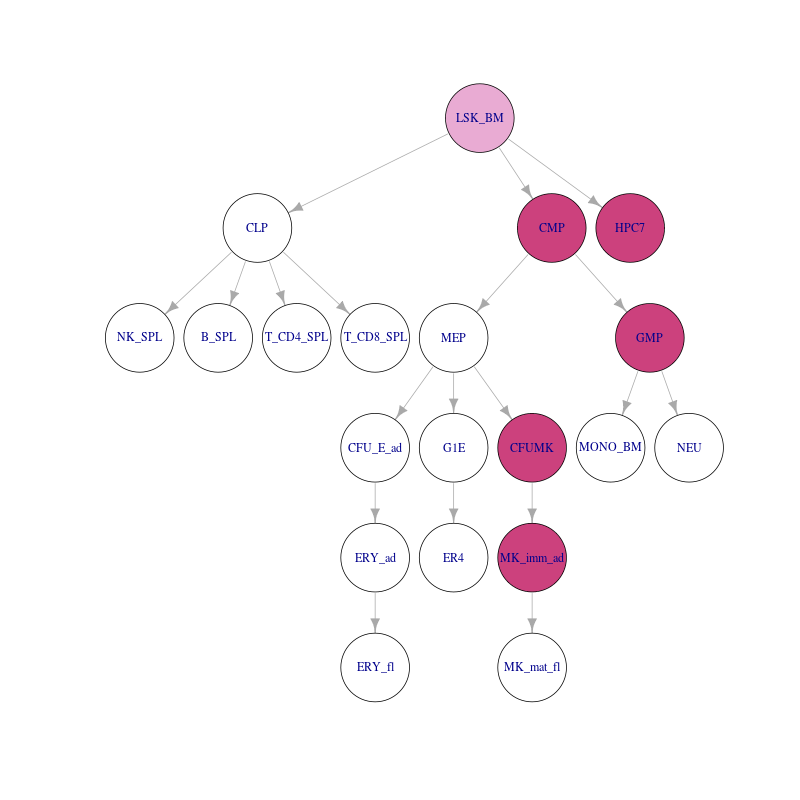 LSK_BM
CLP
CMP
HPC7
NK_SPL
B_SPL
T_CD4_SPL
T_CD8_SPL
MEP
GMP
CFU_E_ad
G1E
CFUMK
MONO_BM
NEU
ERY_ad
ER4
MK_imm_ad
ERY_fl
MK_mat_fl